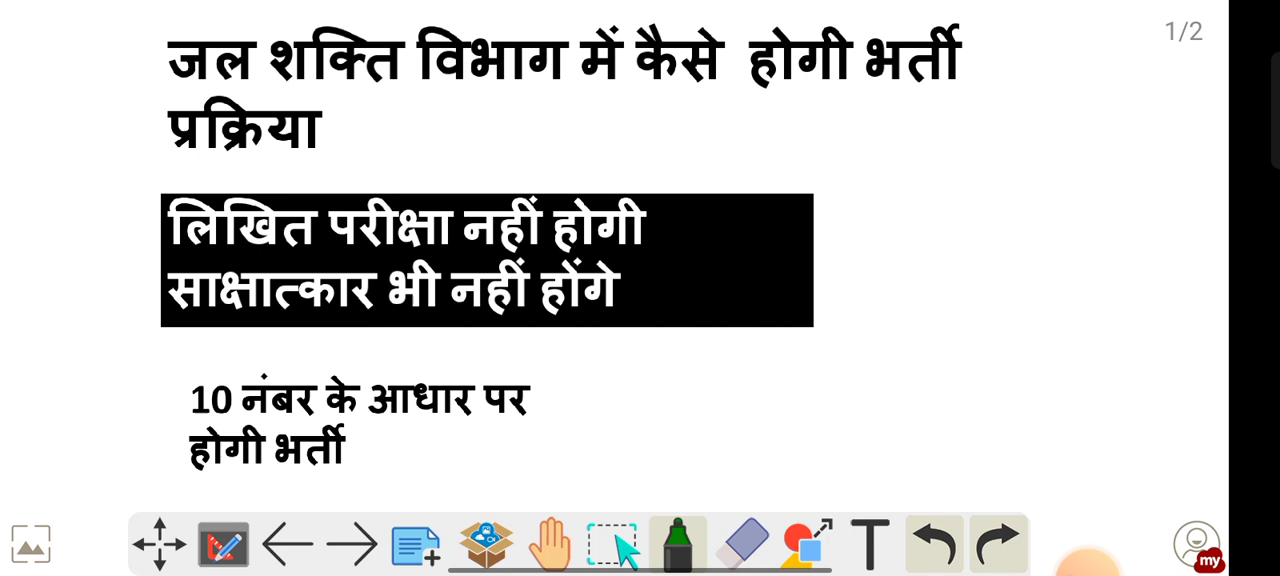 1/2
जल शक्ति विभाग में कैसे होगी भर्ती
प्रक्रिया
लिखित परीक्षा नहीं होगी
साक्षात्कार भी नहीं होंगे
10 नंबर के आधार पर
होगी भर्ती
T
my